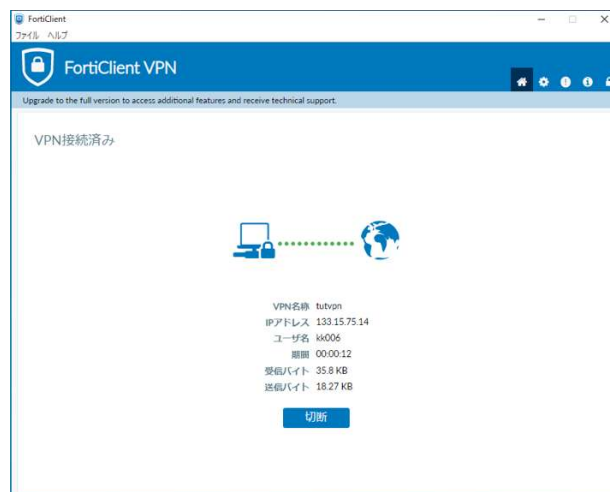 FortiClient
ファイル ヘルプ
FortiClient VPN
Upgrade to the full version to access additional features and receive technical support.
VPN接続済み
VPN名称 tutvpn
IPアドレス 133.15.75.14
ユーザ名 kk006
期間 00:00:12
受信バイト 35.8 KB
送信バイト 18.27 KB
切断